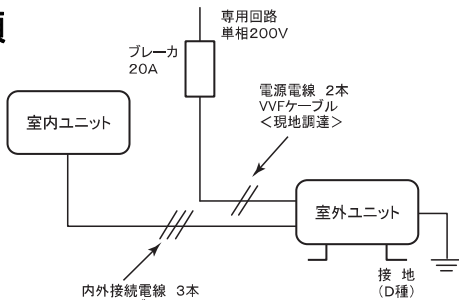 専用回路
単相200V
ブレーカ
20A
電源電線 2本
VVFケーブル
<現地調達>
室内ユニット
室外ユニット
内外接続電線 3本
接 地
(D種)